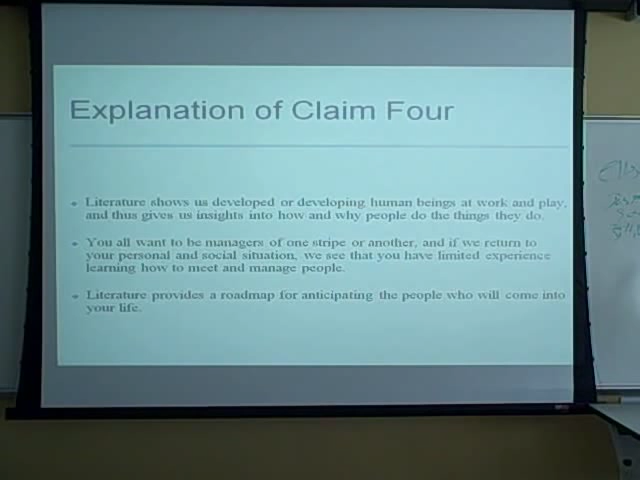 Explanation of Claim Four
Literature shows us developed or developing human beings at work and play,
and thus gives us insights into how and why people do the things they do.
You all want to be managers of one stripe or another, and if we return to
your personal and social situation, we see that you have limited experience
learning how to meet and manage people.
Literature provides a roadmap for anticipating the people who will come into
your life.